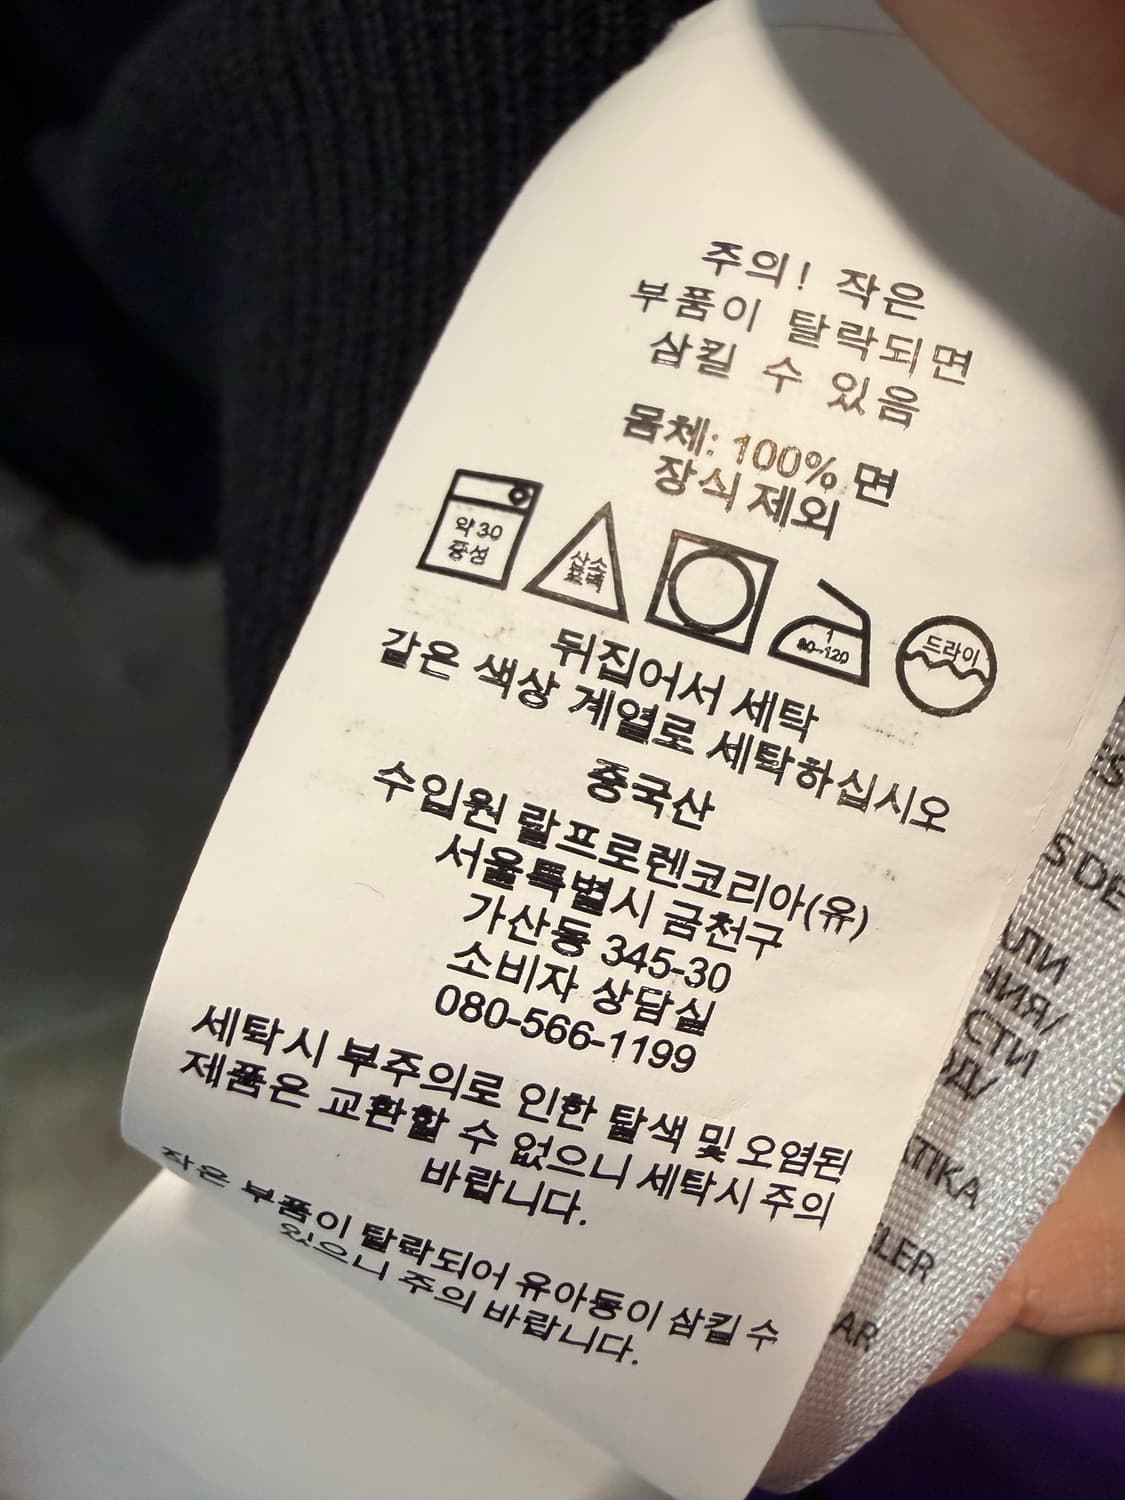 주의! 작은
부품이 탈락되면
삼킬 수 있음
몸체: 100% 면
장식 제외
약 30
중성
산소
표백
1
80~120
드라이
뒤집어서 세탁
같은 색상 계열로 세탁하십시오
중국산
수입원 랄프로렌코리아(유)
서울특별시 금천구
가산동 345-30
소비자 상담실
080-566-1199
세탁시 부주의로 인한 탈색 및 오염된
제품은 교환할 수 없으니 세탁시 주의
바랍니다.
작은 부품이 탈락되어 유아동이 삼킬 수
있으니 주의 바랍니다.
S DE
НИЯ/
СТИ
TIKA
LER
AR